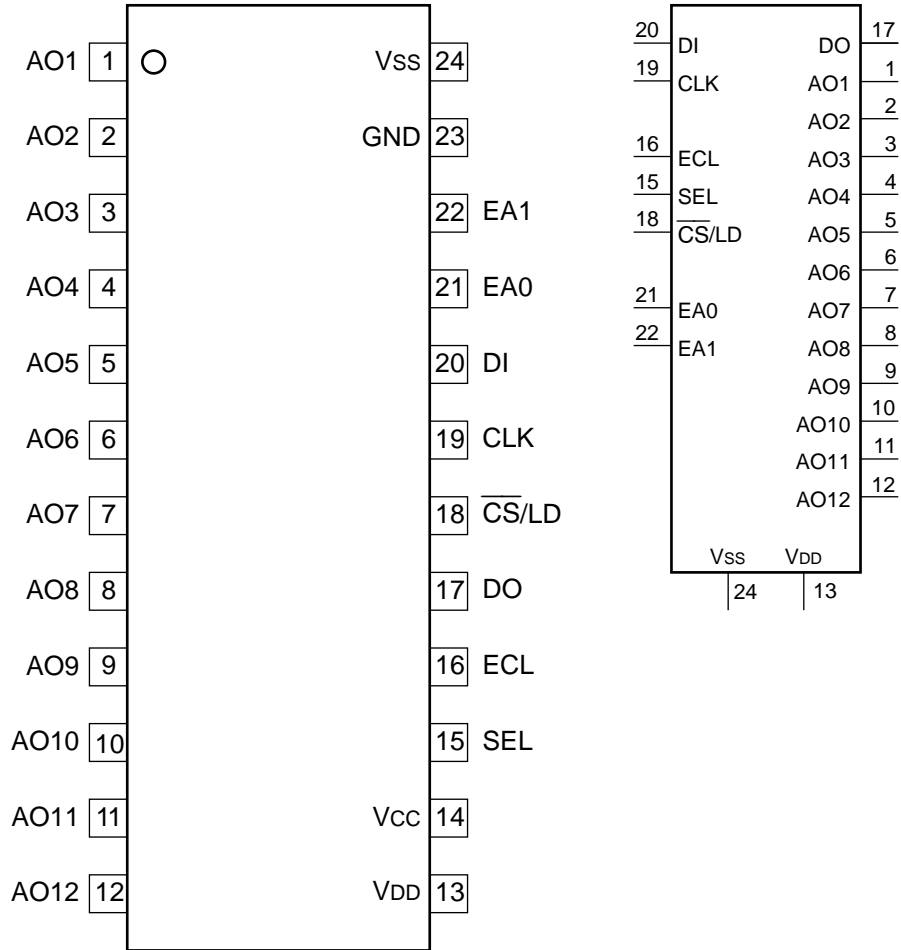 AO1 1 VSS 24
AO2 2 GND 23
AO3 3 22 EA1
AO4 4 21 EA0
AO5 5 20 DI
AO6 6 19 CLK
AO7 7 18 C̅S̅/LD
AO8 8 17 DO
AO9 9 16 ECL
AO10 10 15 SEL
AO11 11 VCC 14
AO12 12 VDD 13
20 DI DO 17
19 CLK AO1 1
AO2 2
16 ECL AO3 3
15 SEL AO4 4
18 C̅S̅/LD AO5 5
AO6 6
21 EA0 AO7 7
22 EA1 AO8 8
AO9 9
AO10 10
AO11 11
AO12 12
VSS VDD
24 13